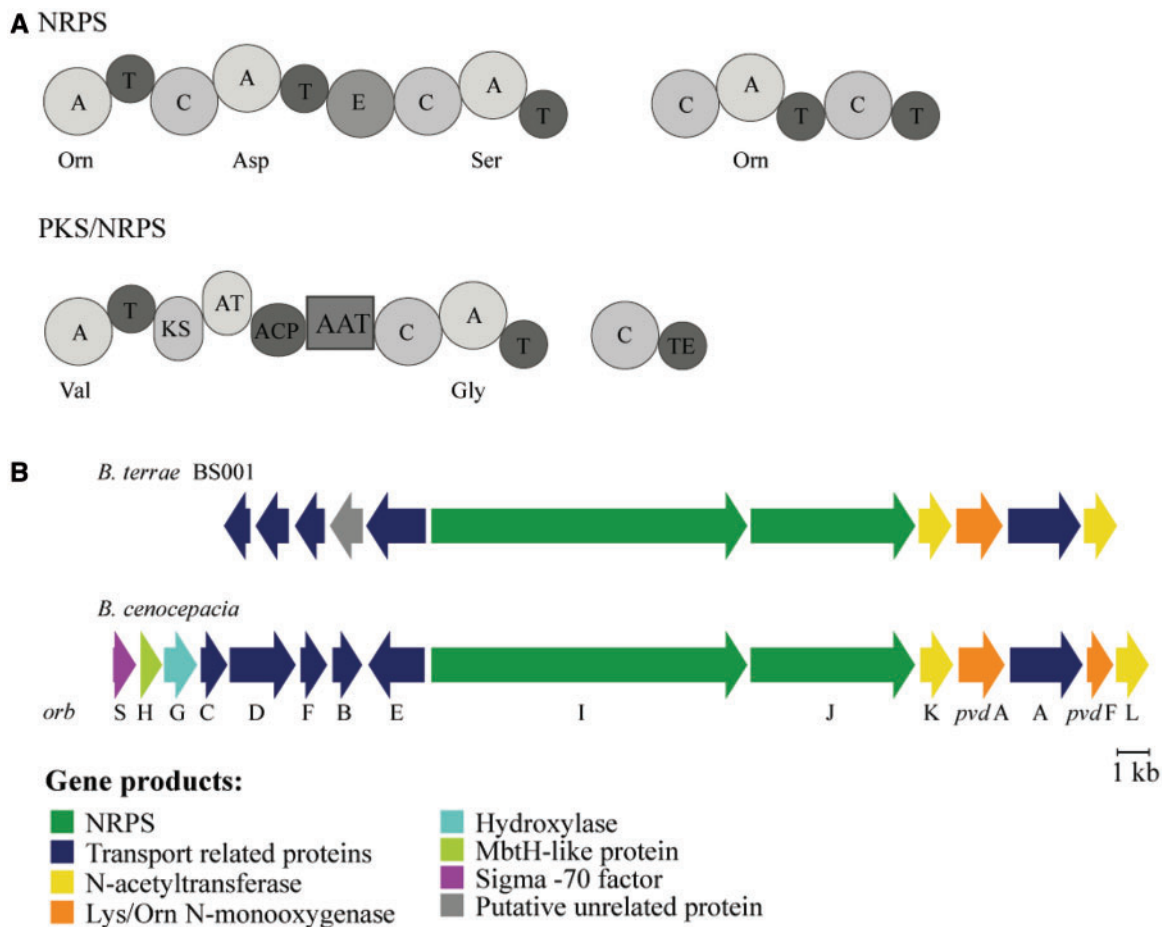 A NRPS
A T C A T E C A T C A T C T
Orn Asp Ser Orn
PKS/NRPS
A T KS AT ACP AAT C A T C TE
Val Gly
B
B. terrae BS001
B. cenocepacia
orb S H G C D F B E I J K pvdA A pvdF L
1 kb
Gene products:
NRPS
Transport related proteins
N-acetyltransferase
Lys/Orn N-monooxygenase
Hydroxylase
MbtH-like protein
Sigma -70 factor
Putative unrelated protein